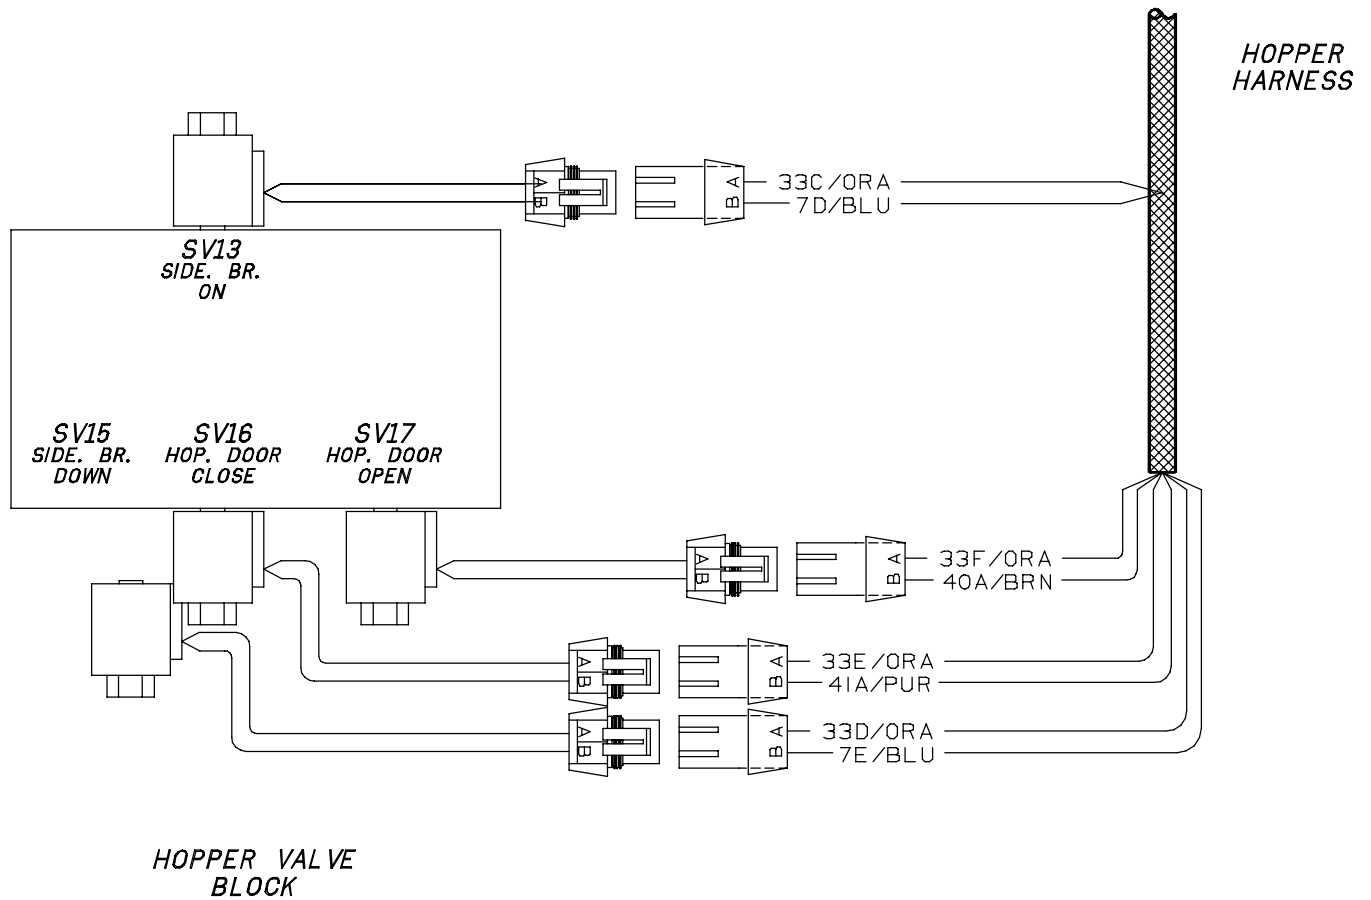 HOPPER
HARNESS
A
B
A
B
33C/ORA
7D/BLU
SV13
SIDE. BR.
ON
SV15
SIDE. BR.
DOWN
SV16
HOP. DOOR
CLOSE
SV17
HOP. DOOR
OPEN
A
B
A
B
33F/ORA
40A/BRN
A
B
A
B
33E/ORA
41A/PUR
A
B
A
B
33D/ORA
7E/BLU
HOPPER VALVE
BLOCK